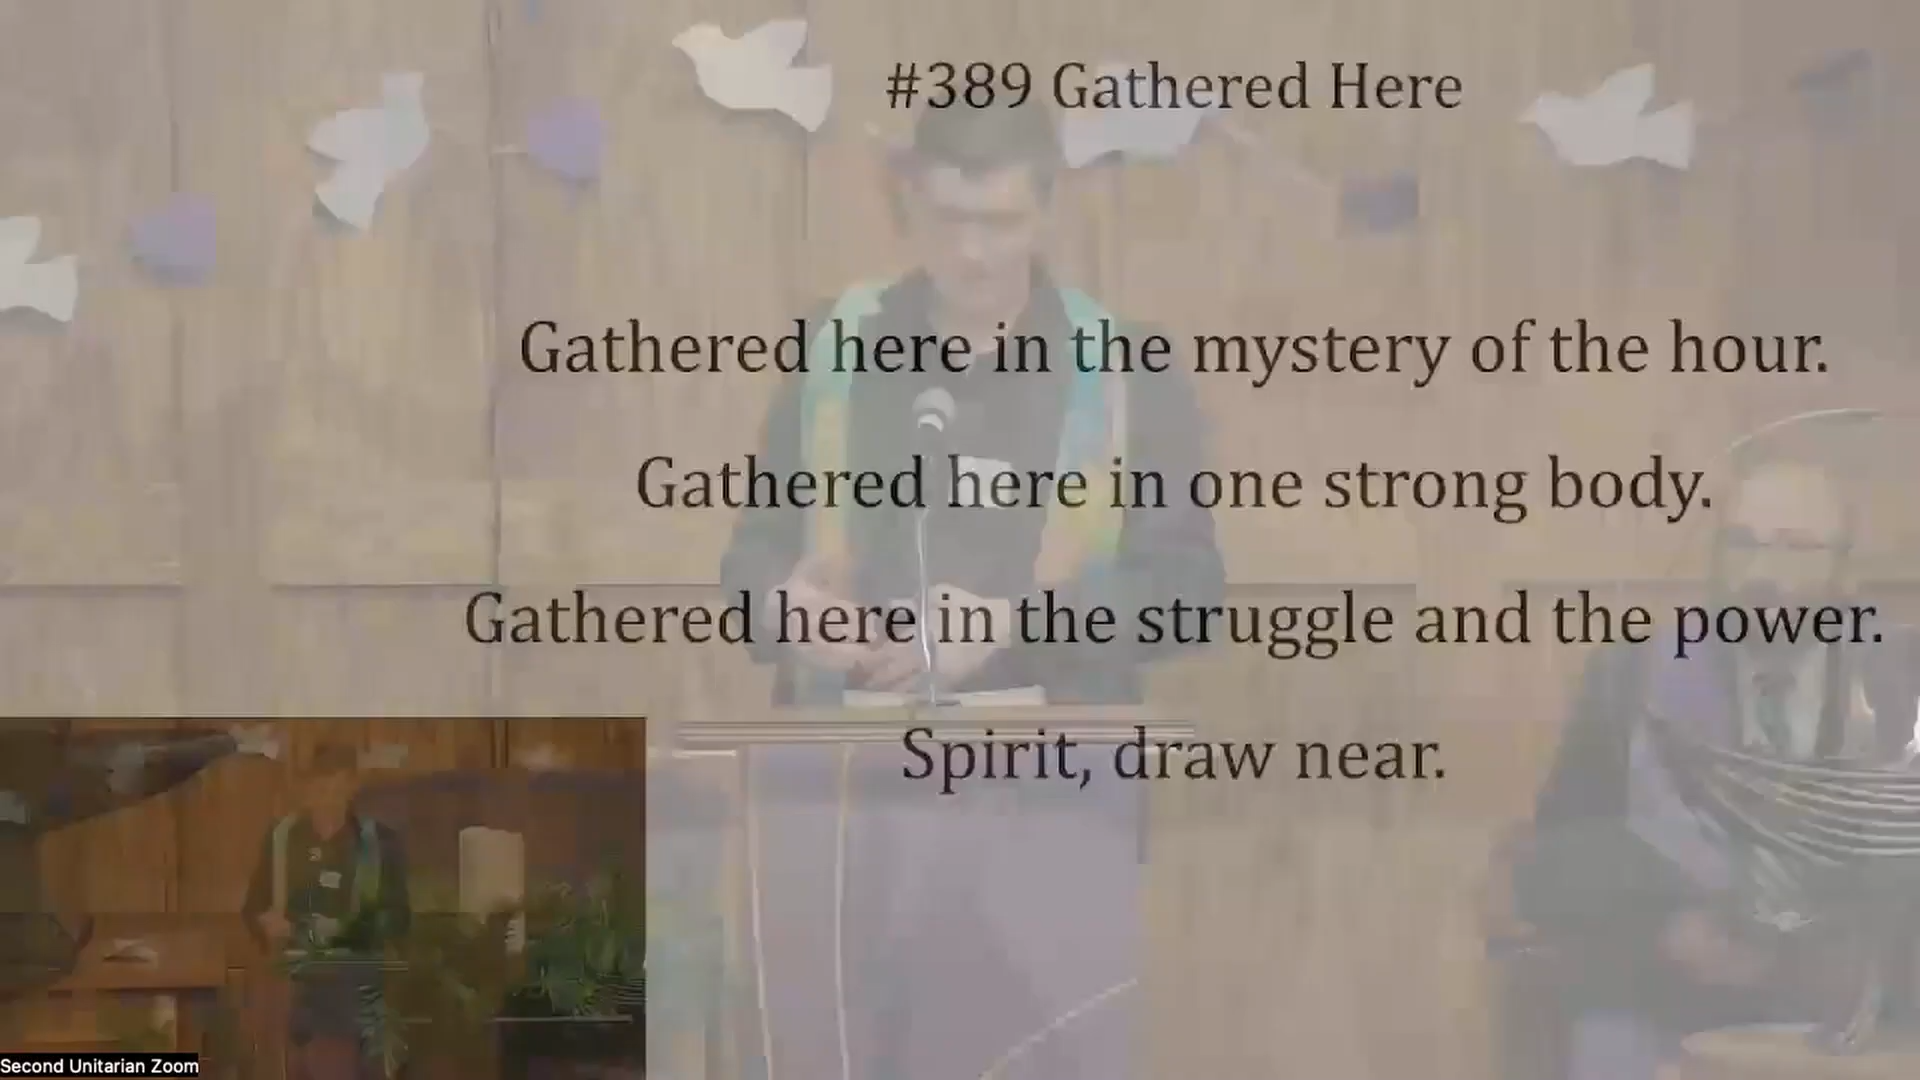 #389 Gathered Here
Gathered here in the mystery of the hour.
Gathered here in one strong body.
Gathered here in the struggle and the power.
Spirit, draw near.
Second Unitarian Zoom